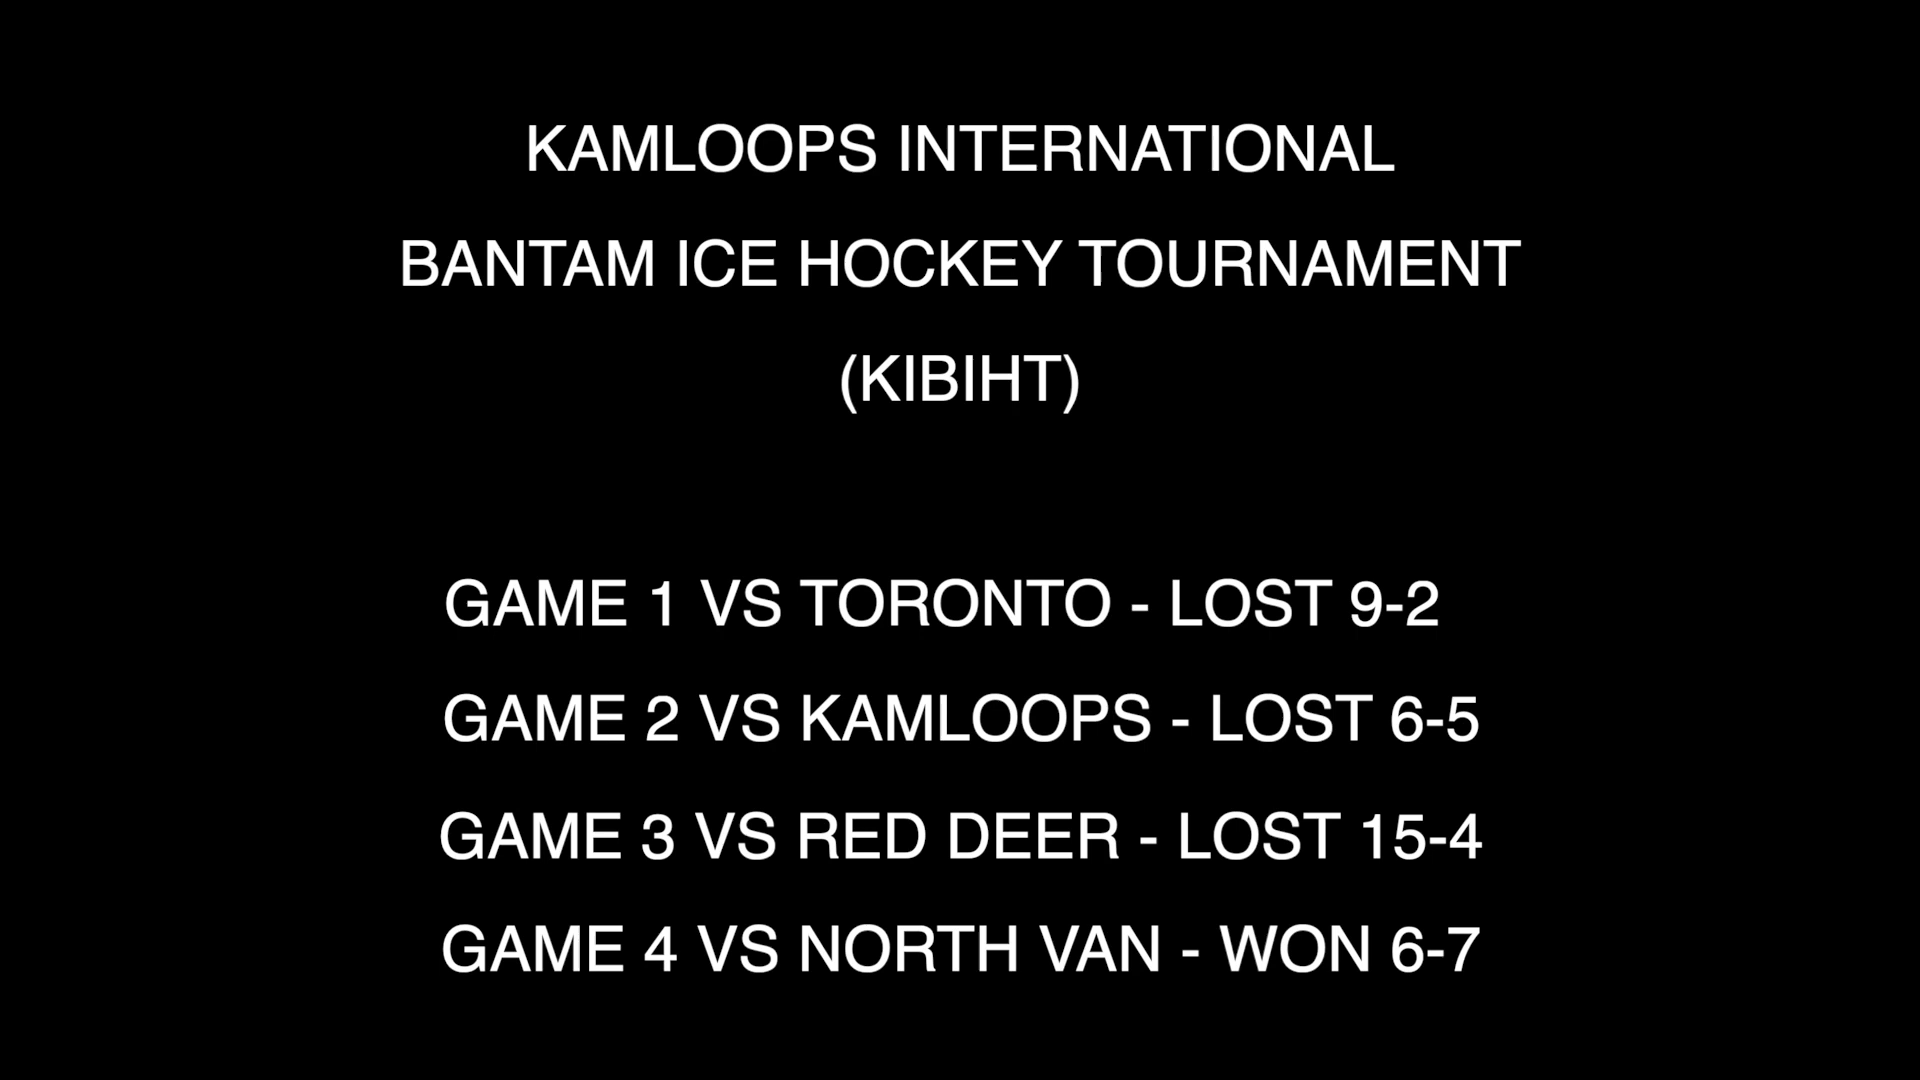 KAMLOOPS INTERNATIONAL
BANTAM ICE HOCKEY TOURNAMENT
(KIBIHT)
GAME 1 VS TORONTO - LOST 9-2
GAME 2 VS KAMLOOPS - LOST 6-5
GAME 3 VS RED DEER - LOST 15-4
GAME 4 VS NORTH VAN - WON 6-7